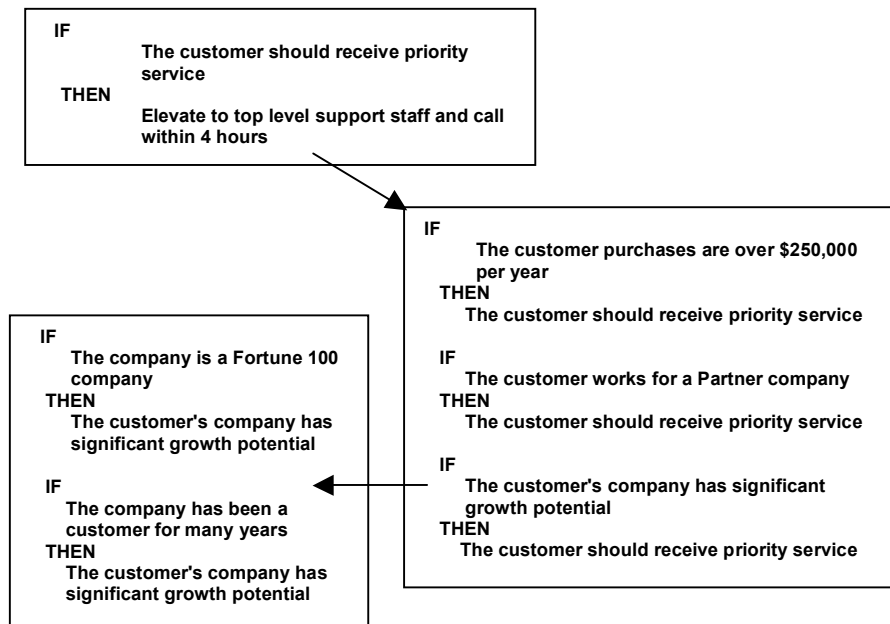 IF
The customer should receive priority
service
THEN
Elevate to top level support staff and call
within 4 hours
IF
The customer purchases are over $250,000
per year
THEN
The customer should receive priority service
IF
The customer works for a Partner company
THEN
The customer should receive priority service
IF
The customer's company has significant
growth potential
THEN
The customer should receive priority service
IF
The company is a Fortune 100
company
THEN
The customer's company has
significant growth potential
IF
The company has been a
customer for many years
THEN
The customer's company has
significant growth potential